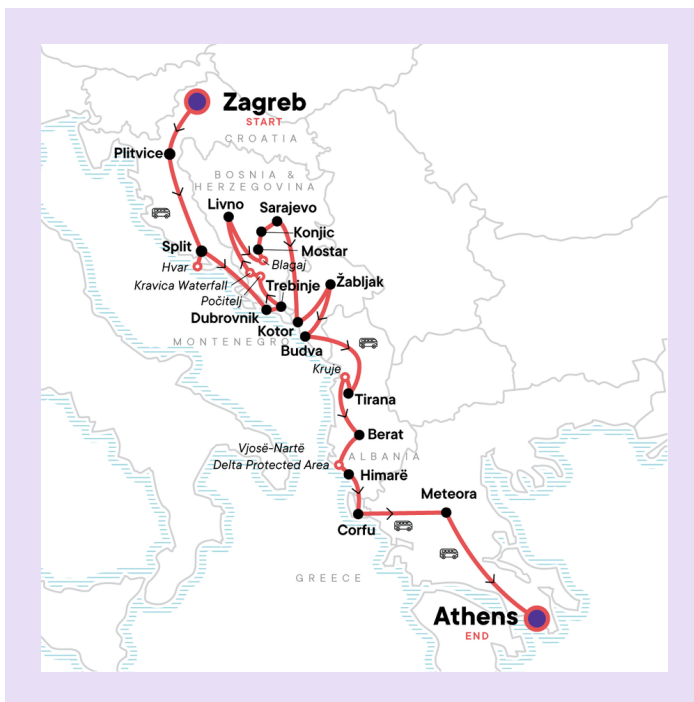 Zagreb
START
CROATIA
Plitvice
BOSNIA &
HERZEGOVINA
Livno
Sarajevo
Konjic
Mostar
Split
Hvar
Blagaj
Kravica Waterfall
Trebinje
Žabljak
Počitelj
Dubrovnik
Kotor
MONTENEGRO
Budva
Kruje
Tirana
Berat
Vjosë-Nartë
Delta Protected Area
ALBANIA
Himarë
Meteora
Corfu
GREECE
Athens
END